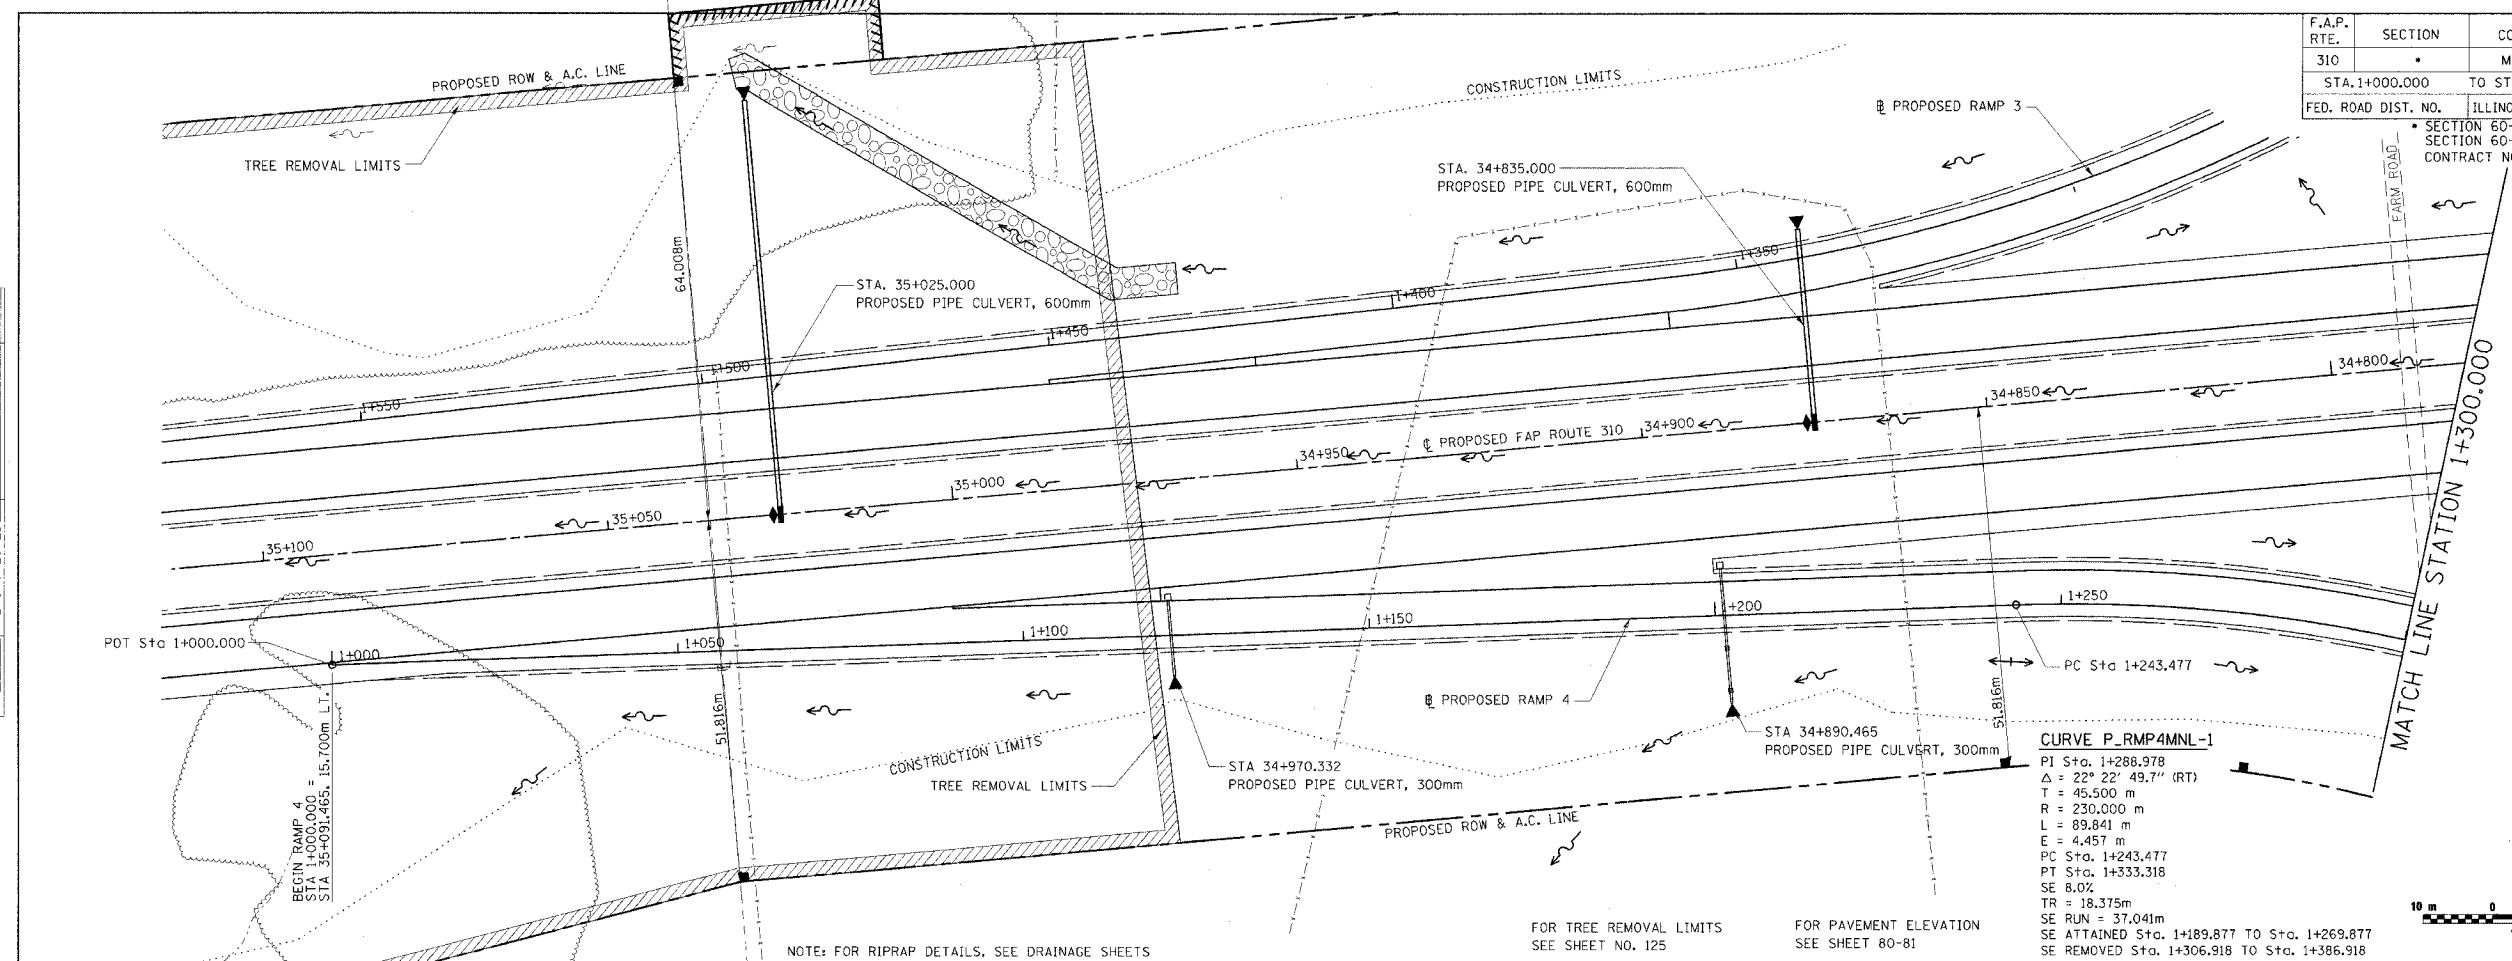 F.A.P. RTE. SECTION
310 *
STA. 1+000.000 TO
FED. ROAD DIST. NO.
* SECTION 60-
SECTION 60-
CONTRACT
PROPOSED ROW & A.C. LINE
TREE REMOVAL LIMITS
CONSTRUCTION LIMITS
PROPOSED RAMP 3
STA. 34+835.000
PROPOSED PIPE CULVERT, 600mm
FARM ROAD
64.008m
STA. 35+025.000
PROPOSED PIPE CULVERT, 600mm
1+350
1+400
1+450
1+500
1+550
34+800
34+850
34+900
℄ PROPOSED FAP ROUTE 310
34+950
35+000
35+050
35+100
MATCH LINE STATION 1+300.000
POT Sta 1+000.000
1+000
1+050
1+100
1+150
1+200
1+250
PC Sta 1+243.477
51.816m
51.816m
PROPOSED RAMP 4
BEGIN RAMP 4
STA 1+000.000 =
STA 35+091.465, 15.700m LT.
CONSTRUCTION LIMITS
TREE REMOVAL LIMITS
STA 34+970.332
PROPOSED PIPE CULVERT, 300mm
STA 34+890.465
PROPOSED PIPE CULVERT, 300mm
PROPOSED ROW & A.C. LINE
CURVE P_RMP4MNL-1
PI Sta. 1+288.978
Δ = 22° 22' 49.7" (RT)
T = 45.500 m
R = 230.000 m
L = 89.841 m
E = 4.457 m
PC Sta. 1+243.477
PT Sta. 1+333.318
SE 8.0%
TR = 18.375m
SE RUN = 37.041m
SE ATTAINED Sta. 1+189.877 TO Sta. 1+269.877
SE REMOVED Sta. 1+306.918 TO Sta. 1+386.918
NOTE: FOR RIPRAP DETAILS, SEE DRAINAGE SHEETS
FOR TREE REMOVAL LIMITS
SEE SHEET NO. 125
FOR PAVEMENT ELEVATION
SEE SHEET 80-81
10 m 0